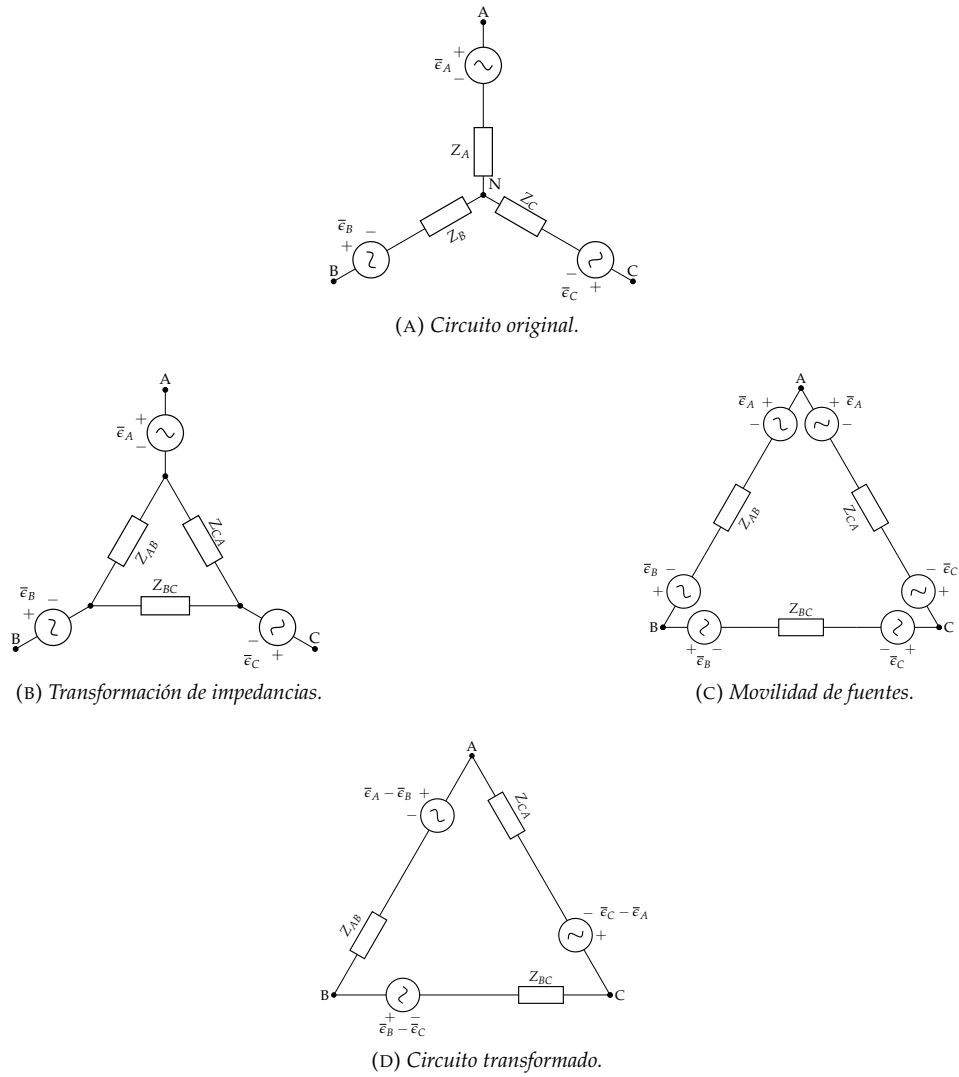 A
+
ε̄_A
−
Z_A
N
Z_C
Z_B
ε̄_B
−
+
B
−
ε̄_C
+
C
(A) Circuito original.
A
+
ε̄_A
−
Z_AB
Z_CA
Z_BC
ε̄_B
−
+
B
−
ε̄_C
+
C
(B) Transformación de impedancias.
A
ε̄_A +
−
+ ε̄_A
−
Z_AB
Z_CA
ε̄_B −
+
− ε̄_C
+
B
Z_BC
C
+ −
ε̄_B
− +
ε̄_C
(C) Movilidad de fuentes.
A
ε̄_A − ε̄_B +
−
Z_CA
Z_AB
− ε̄_C − ε̄_A
+
B
Z_BC
C
+ −
ε̄_B − ε̄_C
(D) Circuito transformado.